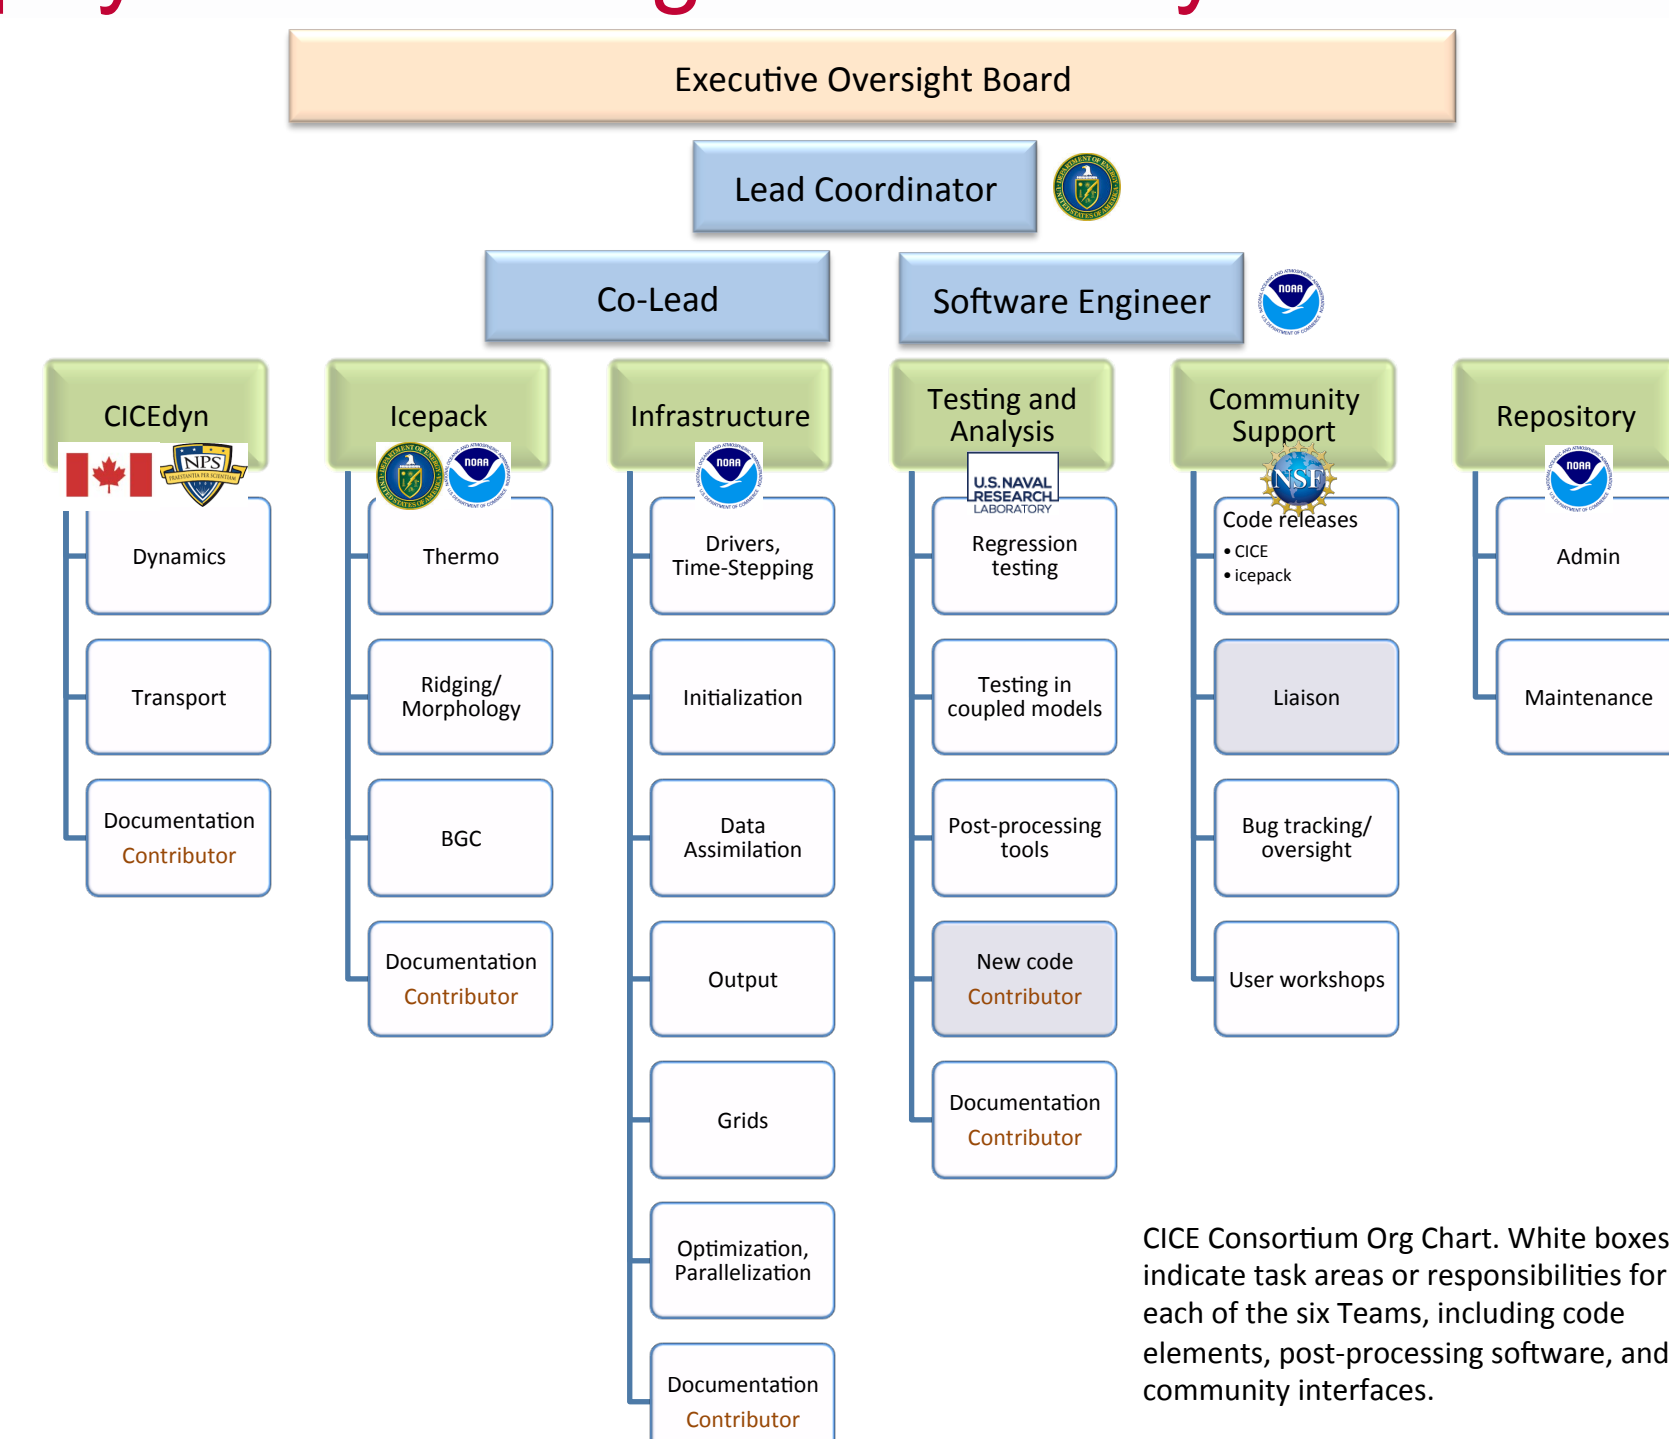 Executive Oversight Board
Lead Coordinator
Co-Lead
Software Engineer
CICEdyn
NPS
Dynamics
Transport
Documentation
Contributor
Icepack
NOAA
Thermo
Ridging/
Morphology
BGC
Documentation
Contributor
Infrastructure
NOAA
Drivers,
Time-Stepping
Initialization
Data
Assimilation
Output
Grids
Optimization,
Parallelization
Documentation
Contributor
Testing and
Analysis
U.S. NAVAL
RESEARCH
LABORATORY
Regression
testing
Testing in
coupled models
Post-processing
tools
New code
Contributor
Documentation
Contributor
Community
Support
NSF
Code releases
• CICE
• icepack
Liaison
Bug tracking/
oversight
User workshops
Repository
NOAA
Admin
Maintenance
CICE Consortium Org Chart. White boxes
indicate task areas or responsibilities for
each of the six Teams, including code
elements, post-processing software, and
community interfaces.